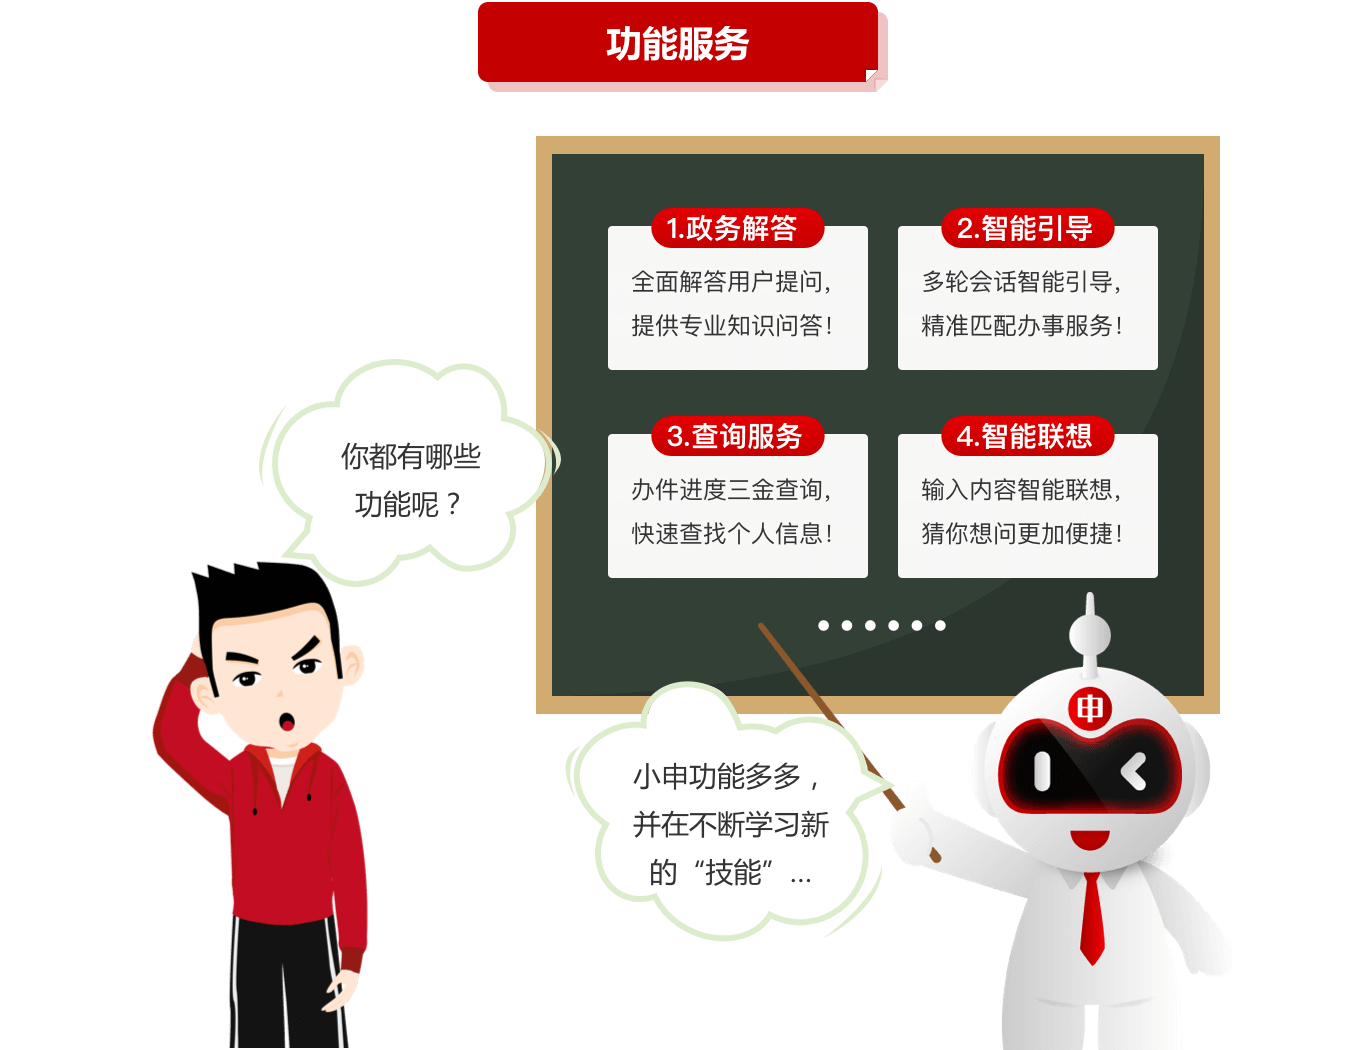 功能服务
1.政务解答
全面解答用户提问，
提供专业知识问答！
2.智能引导
多轮会话智能引导，
精准匹配办事服务！
3.查询服务
办件进度三金查询，
快速查找个人信息！
4.智能联想
输入内容智能联想，
猜你想问更加便捷！
······
你都有哪些
功能呢？
小申功能多多，
并在不断学习新
的“技能”...
申